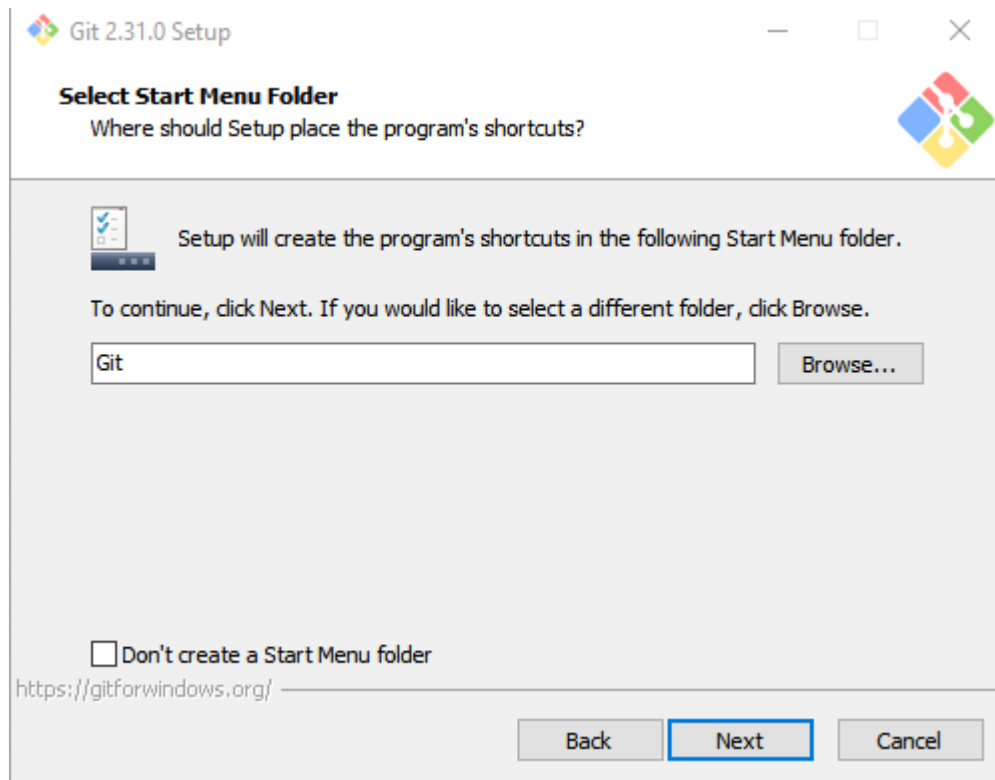 Git 2.31.0 Setup
Select Start Menu Folder
Where should Setup place the program's shortcuts?
Setup will create the program's shortcuts in the following Start Menu folder.
To continue, click Next. If you would like to select a different folder, click Browse.
Git
Browse...
Don't create a Start Menu folder
https://gitforwindows.org/
Back
Next
Cancel